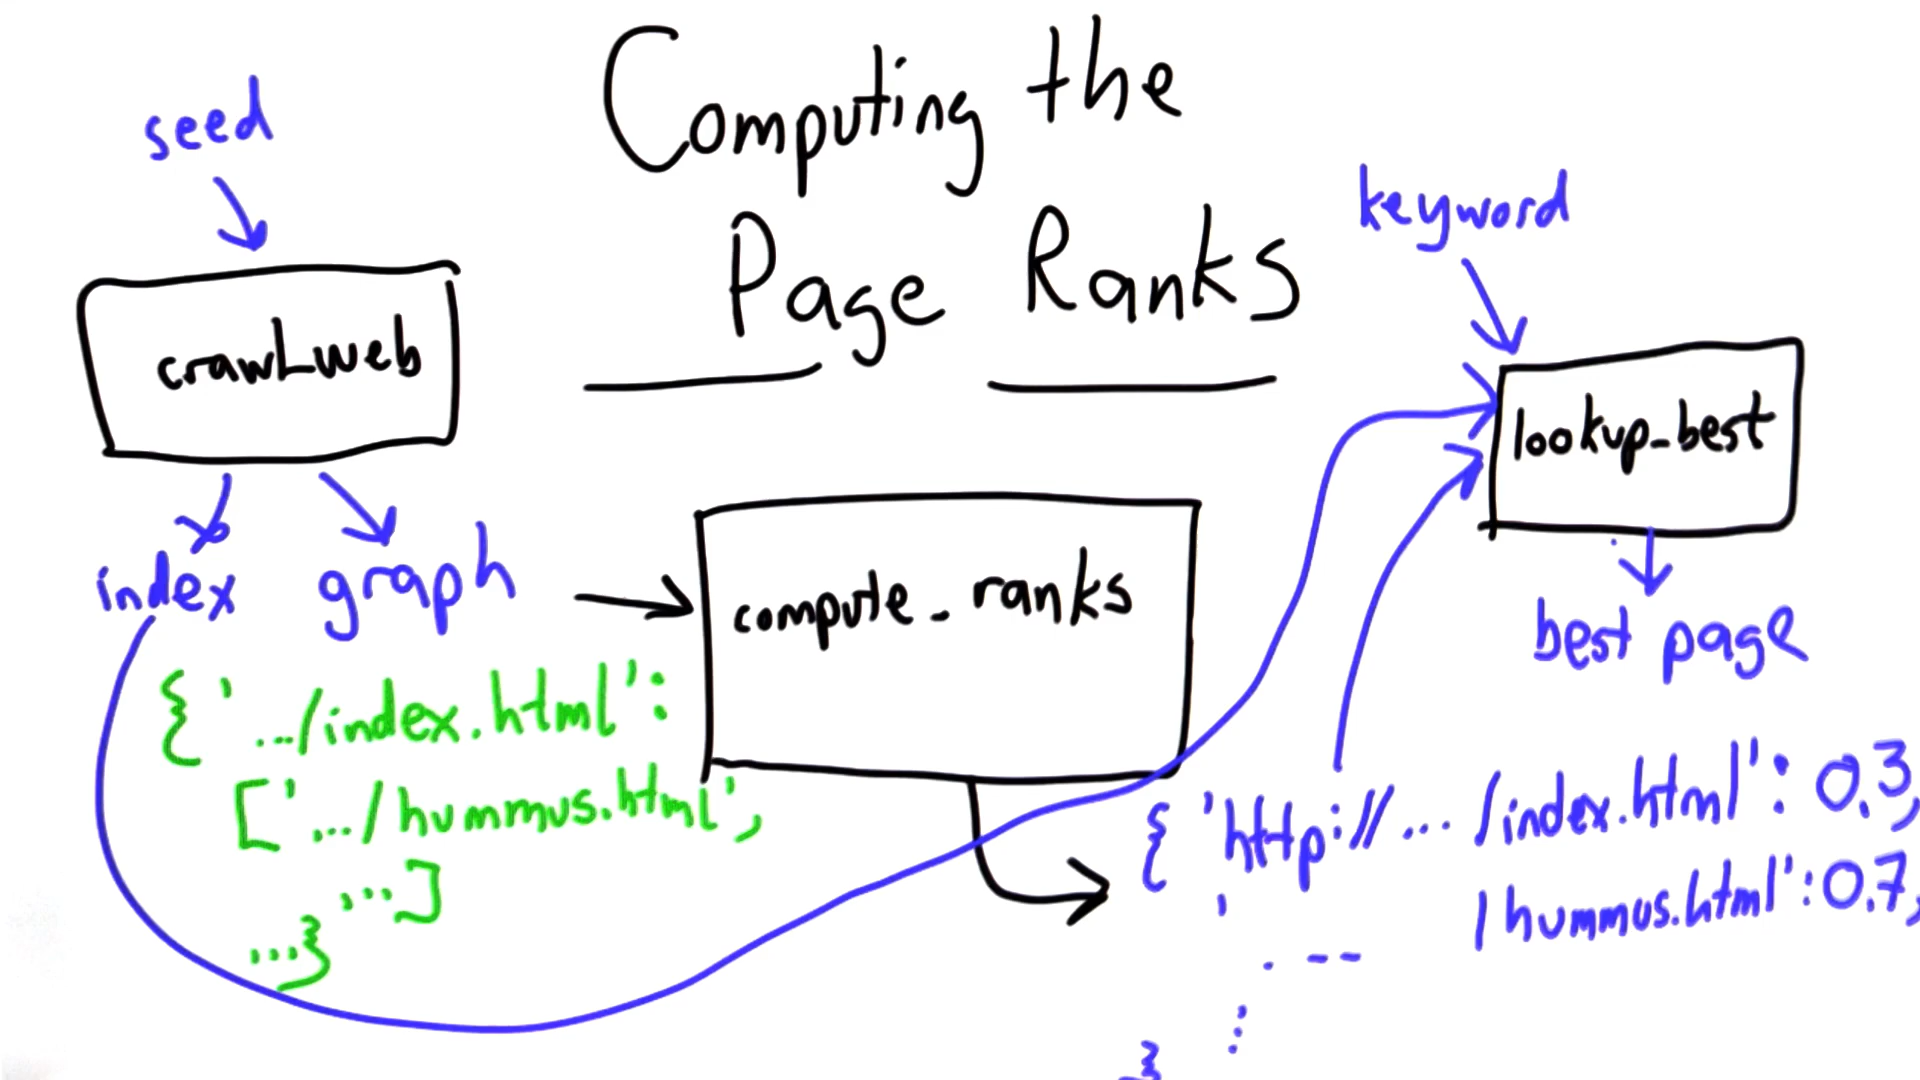 Computing the
Page Ranks
seed
crawl_web
index
graph
{'.../index.html':
['.../hummus.html',
...]
...}
compute_ranks
keyword
lookup_best
best page
{ 'http://... /index.html': 0.3,
' /hummus.html': 0.7,
. --
:
}